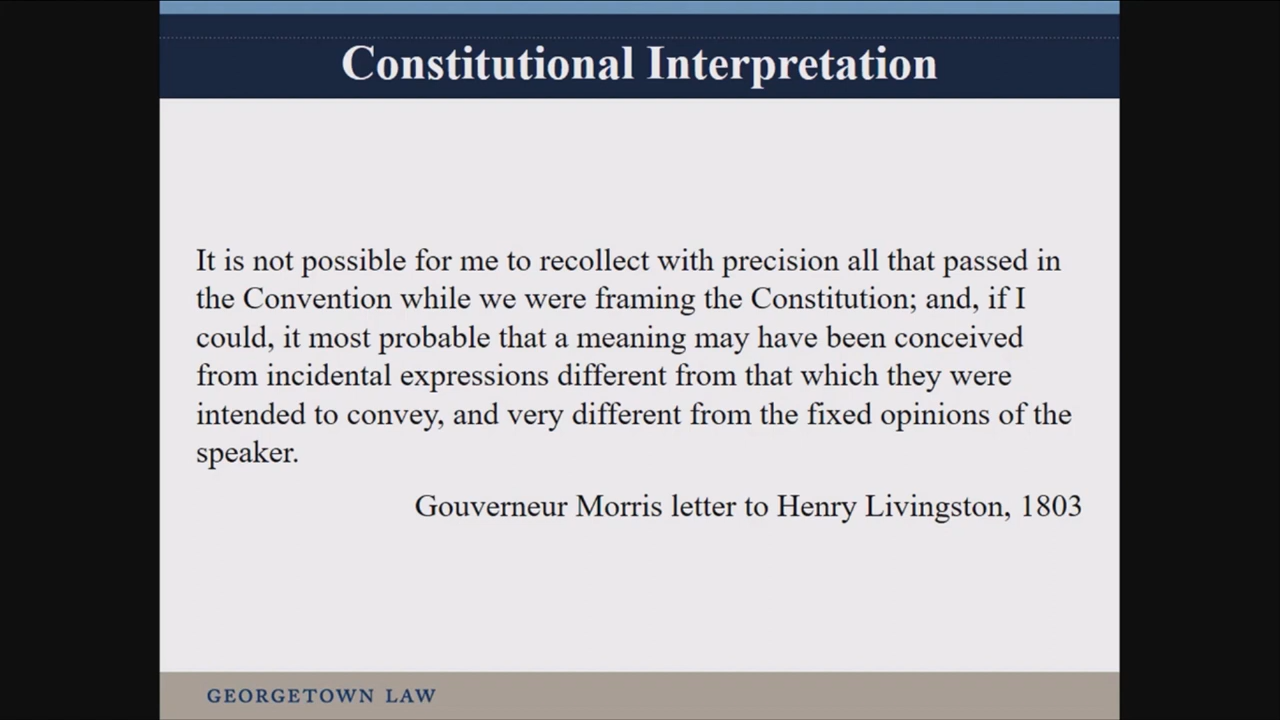 Constitutional Interpretation
It is not possible for me to recollect with precision all that passed in
the Convention while we were framing the Constitution; and, if I
could, it most probable that a meaning may have been conceived
from incidental expressions different from that which they were
intended to convey, and very different from the fixed opinions of the
speaker.
Gouverneur Morris letter to Henry Livingston, 1803
GEORGETOWN LAW